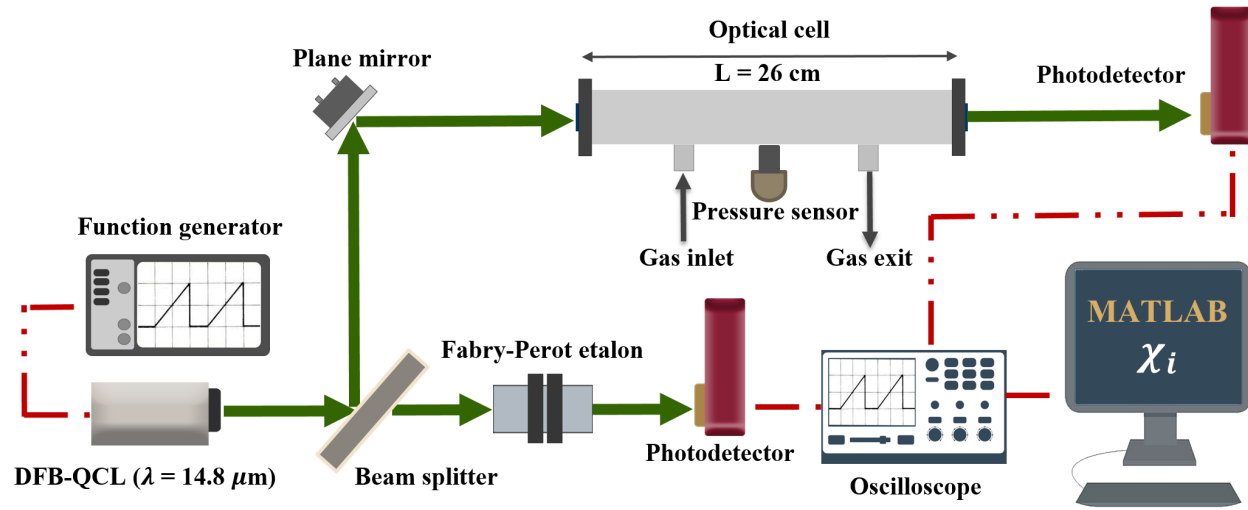 Optical cell
Plane mirror
L = 26 cm
Photodetector
Pressure sensor
Function generator
Gas inlet
Gas exit
MATLAB
χᵢ
Fabry-Perot etalon
Photodetector
DFB-QCL (λ = 14.8 μm)
Beam splitter
Oscilloscope